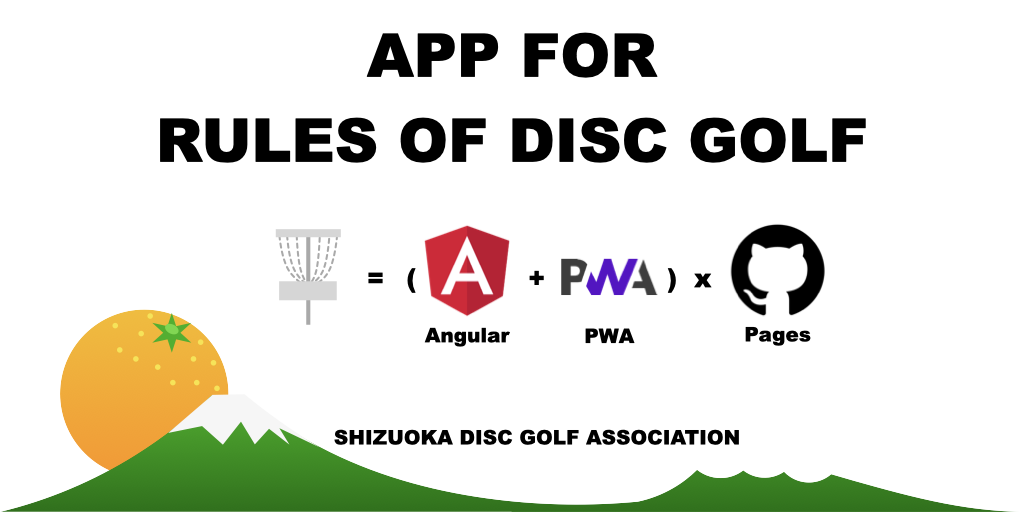 APP FOR
RULES OF DISC GOLF
= ( A + PWA ) x
Angular PWA Pages
SHIZUOKA DISC GOLF ASSOCIATION